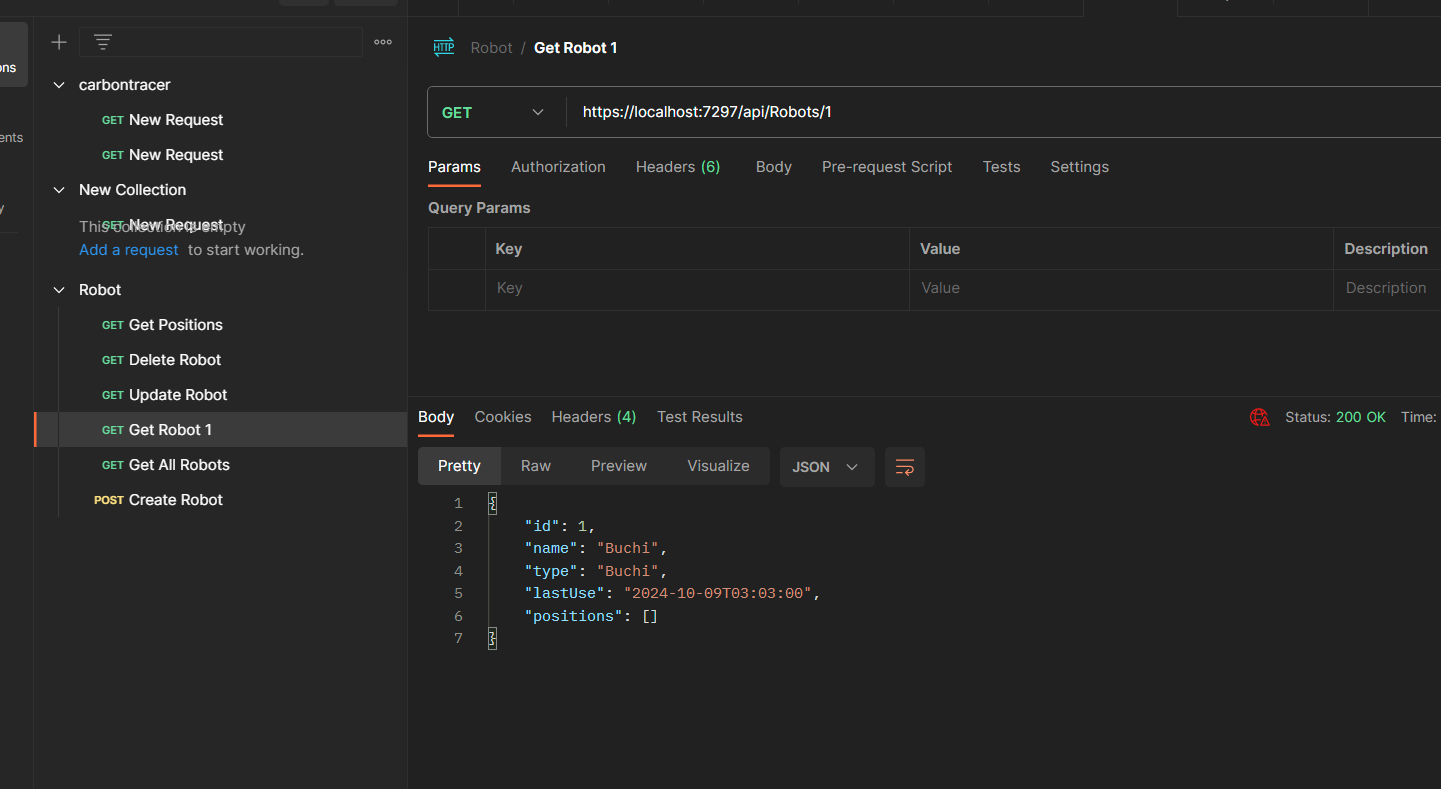 ons
ents
y
carbontracer
GET New Request
GET New Request
New Collection
GET New Request
This collection is empty
Add a request to start working.
Robot
GET Get Positions
GET Delete Robot
GET Update Robot
GET Get Robot 1
GET Get All Robots
POST Create Robot
HTTP Robot / Get Robot 1
GET https://localhost:7297/api/Robots/1
Params Authorization Headers (6) Body Pre-request Script Tests Settings
Query Params
Key Value Description
Key Value Description
Body Cookies Headers (4) Test Results Status: 200 OK Time:
Pretty Raw Preview Visualize JSON
1 {
2 "id": 1,
3 "name": "Buchi",
4 "type": "Buchi",
5 "lastUse": "2024-10-09T03:03:00",
6 "positions": []
7 }